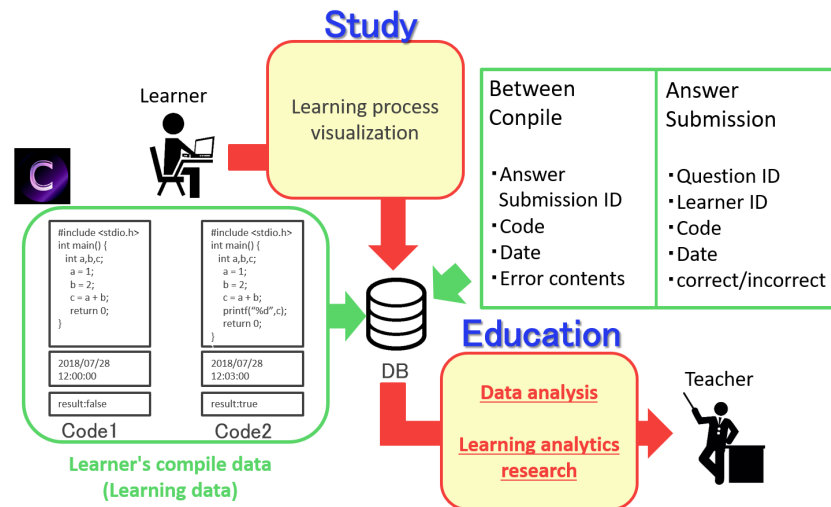 Study
Learner
Learning process
visualization
Between
Conpile
・Answer
Submission ID
・Code
・Date
・Error contents
Answer
Submission
・Question ID
・Learner ID
・Code
・Date
・correct/incorrect
C
#include <stdio.h>
int main() {
int a,b,c;
a = 1;
b = 2;
c = a + b;
return 0;
}
2018/07/28
12:00:00
result:false
Code1
#include <stdio.h>
int main() {
int a,b,c;
a = 1;
b = 2;
c = a + b;
printf("%d",c);
return 0;
}
2018/07/28
12:03:00
result:true
Code2
Learner's compile data
(Learning data)
DB
Education
Data analysis
Learning analytics
research
Teacher